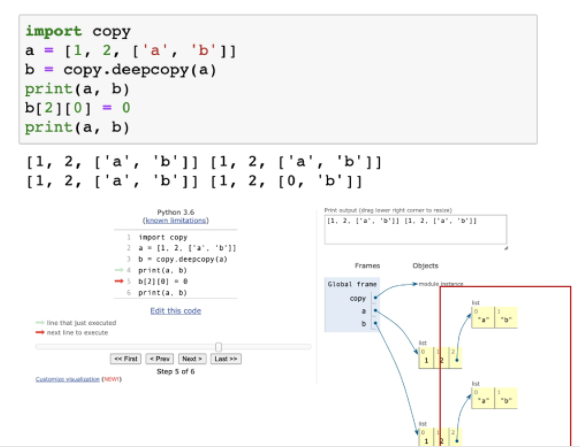 import copy
a = [1, 2, ['a', 'b']]
b = copy.deepcopy(a)
print(a, b)
b[2][0] = 0
print(a, b)
[1, 2, ['a', 'b']] [1, 2, ['a', 'b']]
[1, 2, ['a', 'b']] [1, 2, [0, 'b']]
Python 3.6
(known limitations)
1 import copy
2 a = [1, 2, ['a', 'b']]
3 b = copy.deepcopy(a)
4 print(a, b)
5 b[2][0] = 0
6 print(a, b)
Edit this code
line that just executed
next line to execute
<< First
< Prev
Next >
Last >>
Step 5 of 6
Customize visualization (NEW!)
Print output (drag lower right corner to resize)
[1, 2, ['a', 'b']] [1, 2, ['a', 'b']]
Frames
Objects
Global frame
copy
a
b
module instance
list
0 1
"a" "b"
list
0 1 2
1 2
list
0 1
"a" "b"
list
0 1 2
1 2